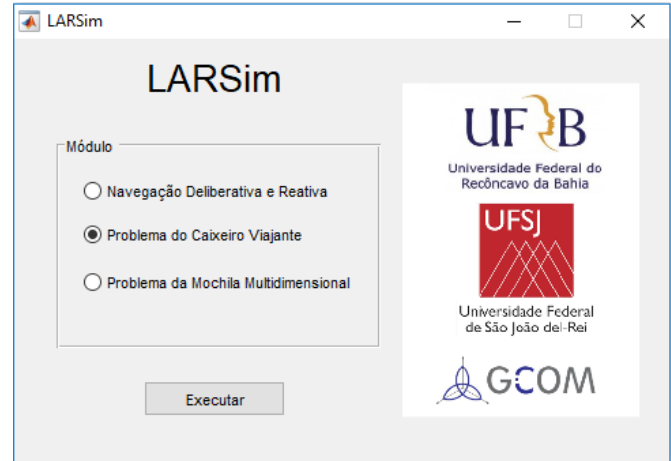 LARSim
LARSim
Módulo
Navegação Deliberativa e Reativa
Problema do Caixeiro Viajante
Problema da Mochila Multidimensional
Executar
UFRB
Universidade Federal do
Recôncavo da Bahia
UFSJ
Universidade Federal
de São João del-Rei
GCOM